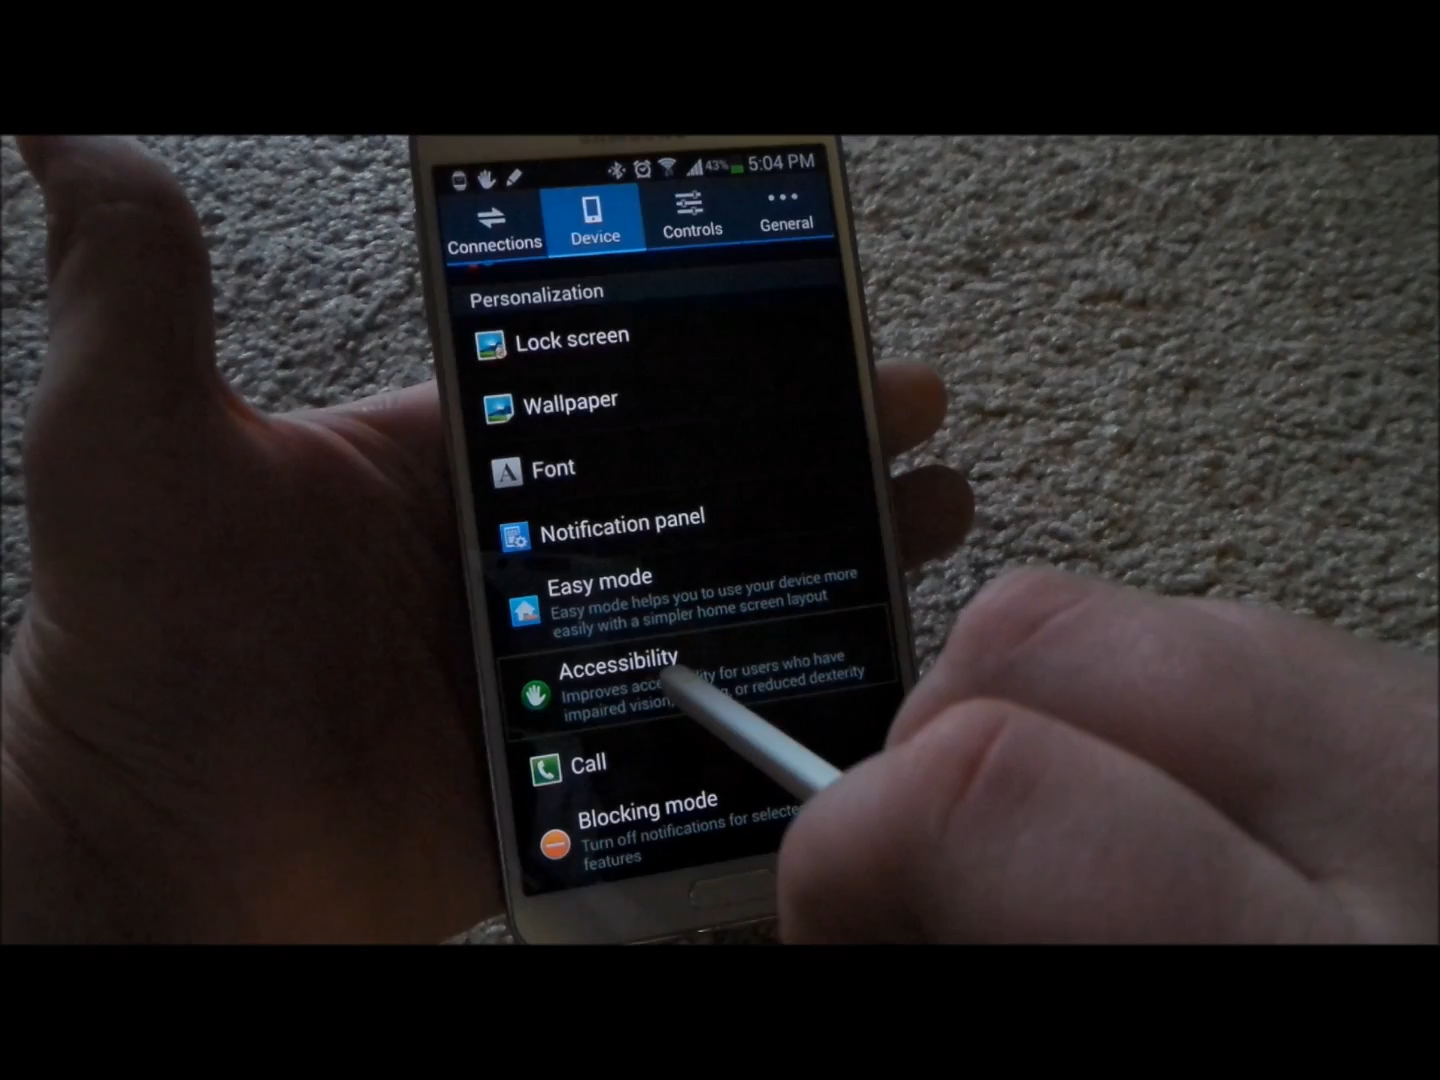 43% 5:04 PM
Connections Device Controls General
Personalization
Lock screen
Wallpaper
A Font
Notification panel
Easy mode
Easy mode helps you to use your device more
easily with a simpler home screen layout
Accessibility
Improves for users who have
impaired vision, or reduced dexterity
Call
Blocking mode
Turn off notifications for
features